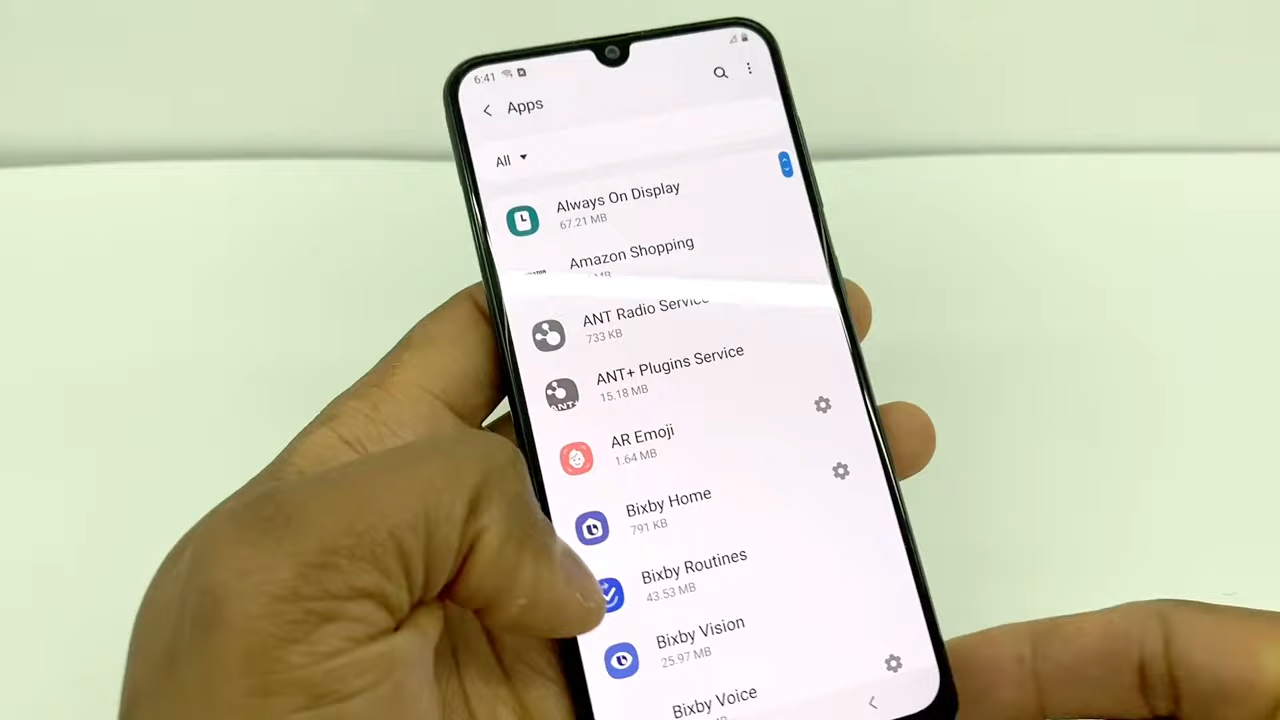 6:41
Apps
All
Always On Display
67.21 MB
Amazon Shopping
MB
ANT Radio Service
733 KB
ANT+ Plugins Service
15.18 MB
ANT+
AR Emoji
1.64 MB
Bixby Home
791 KB
Bixby Routines
43.53 MB
Bixby Vision
25.97 MB
Bixby Voice